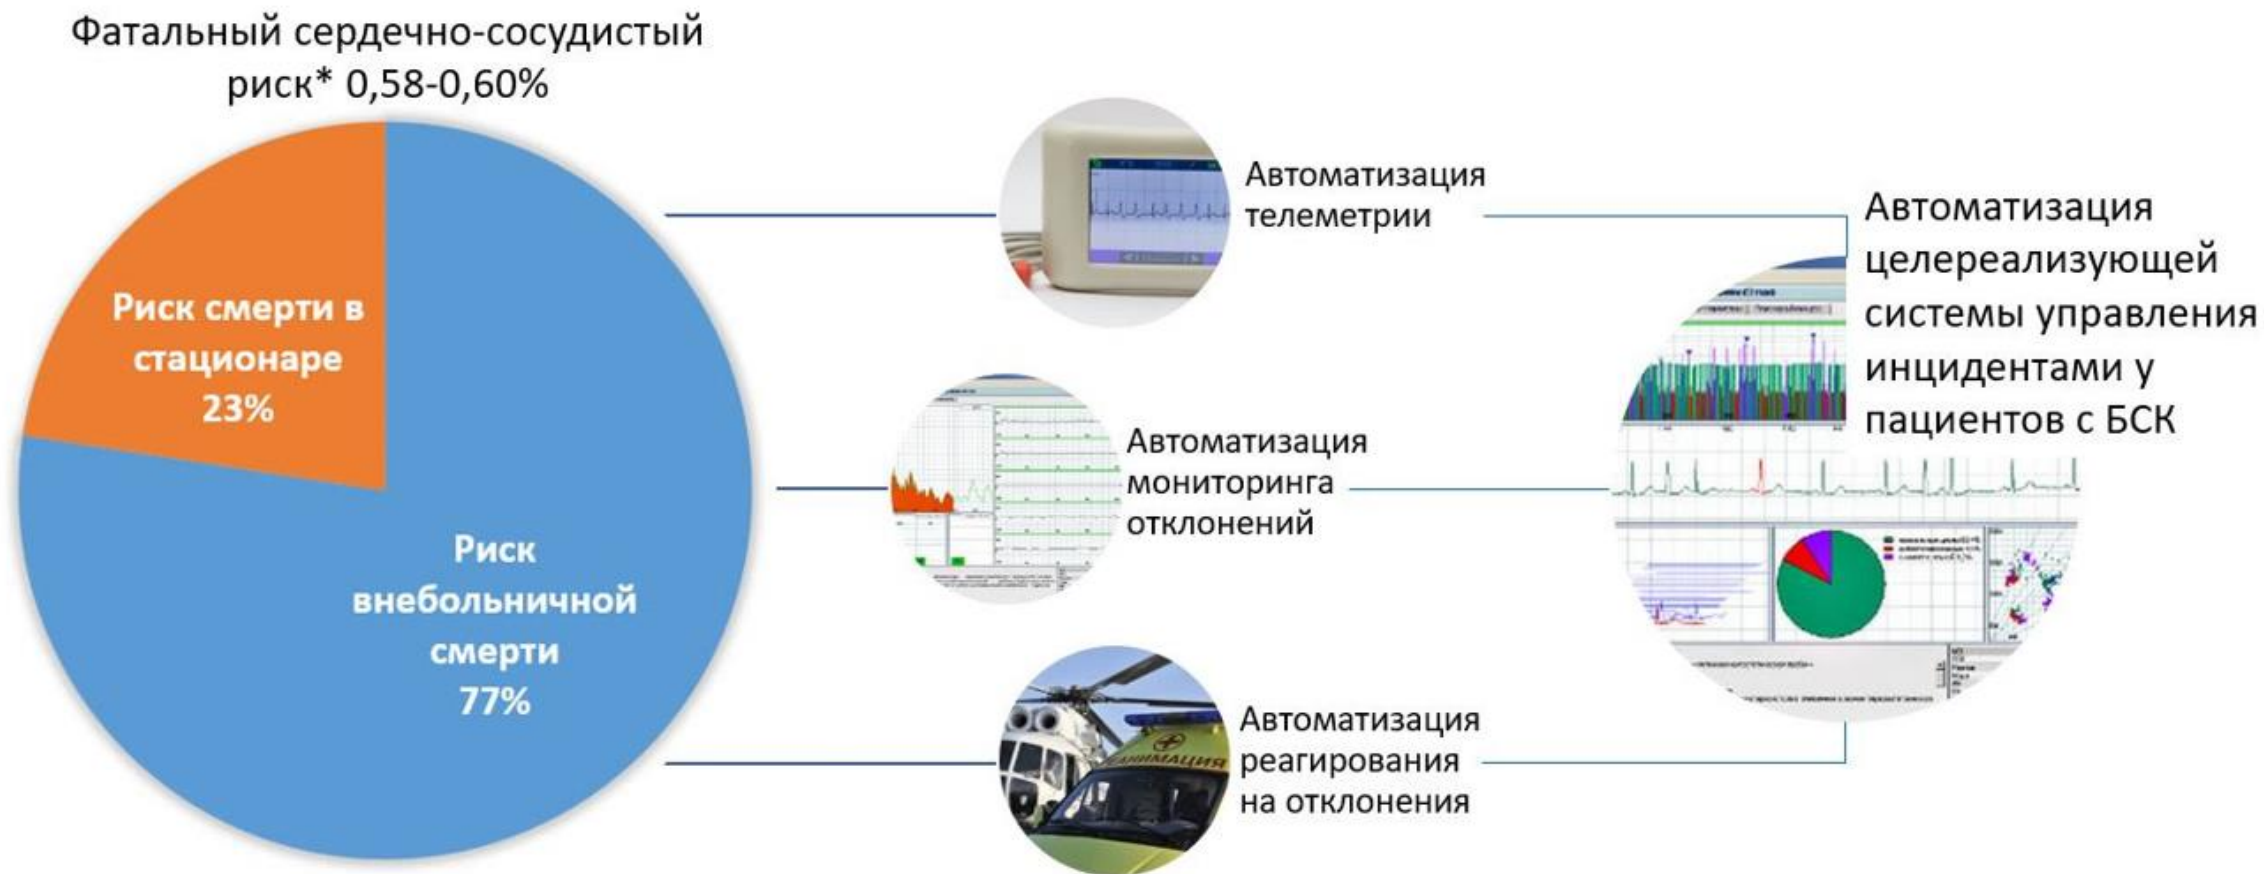 Фатальный сердечно-сосудистый
риск* 0,58-0,60%
Риск смерти в
стационаре
23%
Риск
внебольничной
смерти
77%
Автоматизация
телеметрии
Автоматизация
мониторинга
отклонений
Автоматизация
реагирования
на отклонения
Автоматизация
целереализующей
системы управления
инцидентами у
пациентов с БСК